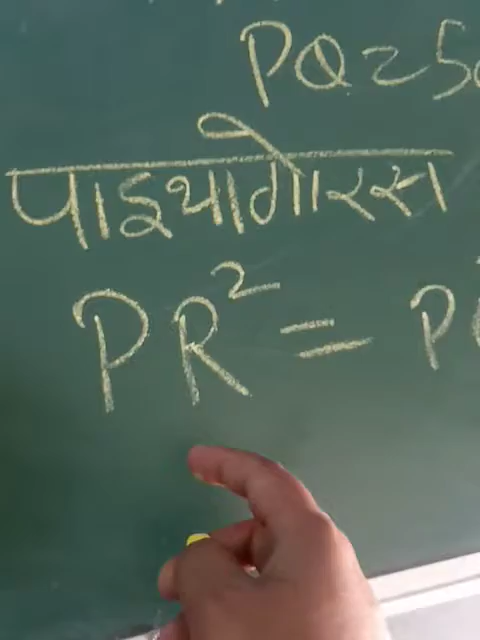 PQ = 5
पाइथागोरस
PR² = P